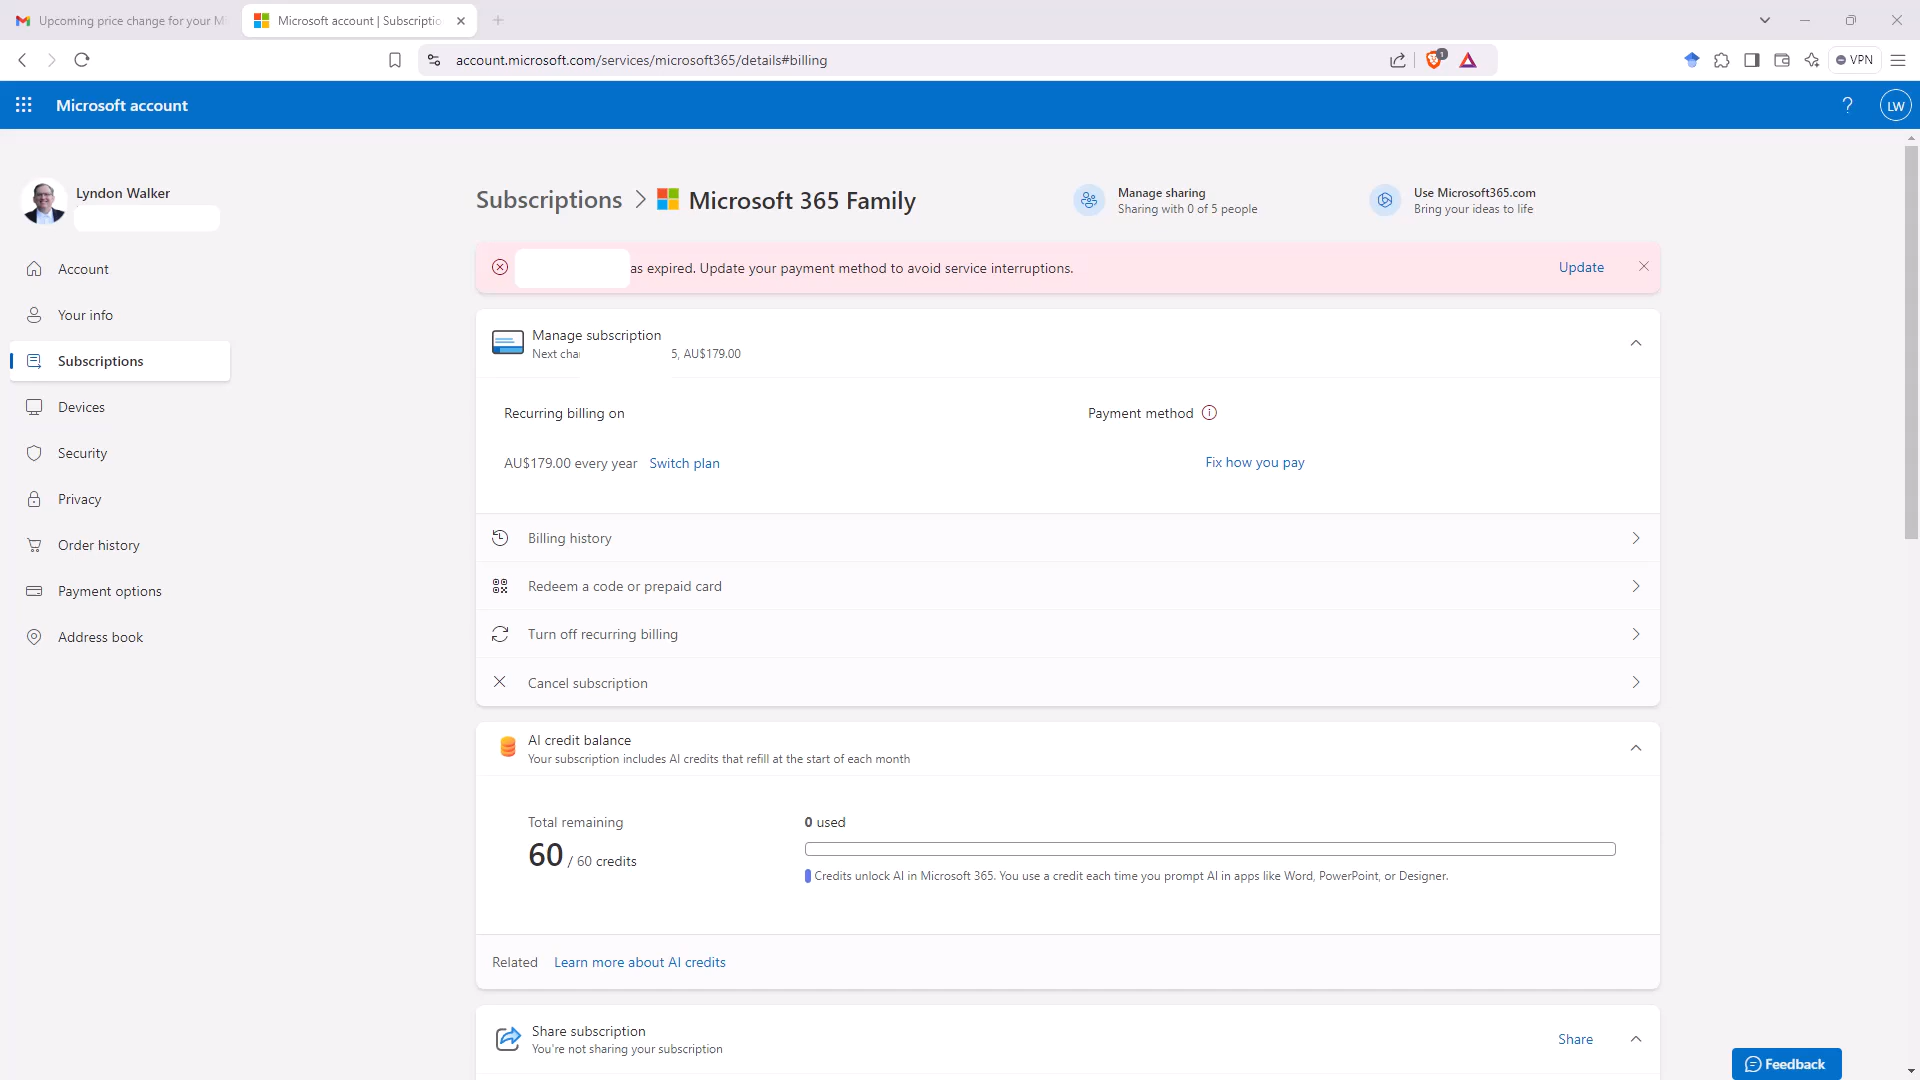 Upcoming price change for your M
Microsoft account | Subscriptio
account.microsoft.com/services/microsoft365/details#billing
1
VPN
Microsoft account
?
LW
Lyndon Walker
Subscriptions > Microsoft 365 Family
Manage sharing
Sharing with 0 of 5 people
Use Microsoft365.com
Bring your ideas to life
as expired. Update your payment method to avoid service interruptions.
Update
Account
Your info
Subscriptions
Devices
Security
Privacy
Order history
Payment options
Address book
Manage subscription
Next cha 5, AU$179.00
Recurring billing on
Payment method
AU$179.00 every year Switch plan
Fix how you pay
Billing history
Redeem a code or prepaid card
Turn off recurring billing
Cancel subscription
AI credit balance
Your subscription includes AI credits that refill at the start of each month
Total remaining
60 / 60 credits
0 used
Credits unlock AI in Microsoft 365. You use a credit each time you prompt AI in apps like Word, PowerPoint, or Designer.
Related Learn more about AI credits
Share subscription
You're not sharing your subscription
Share
Feedback